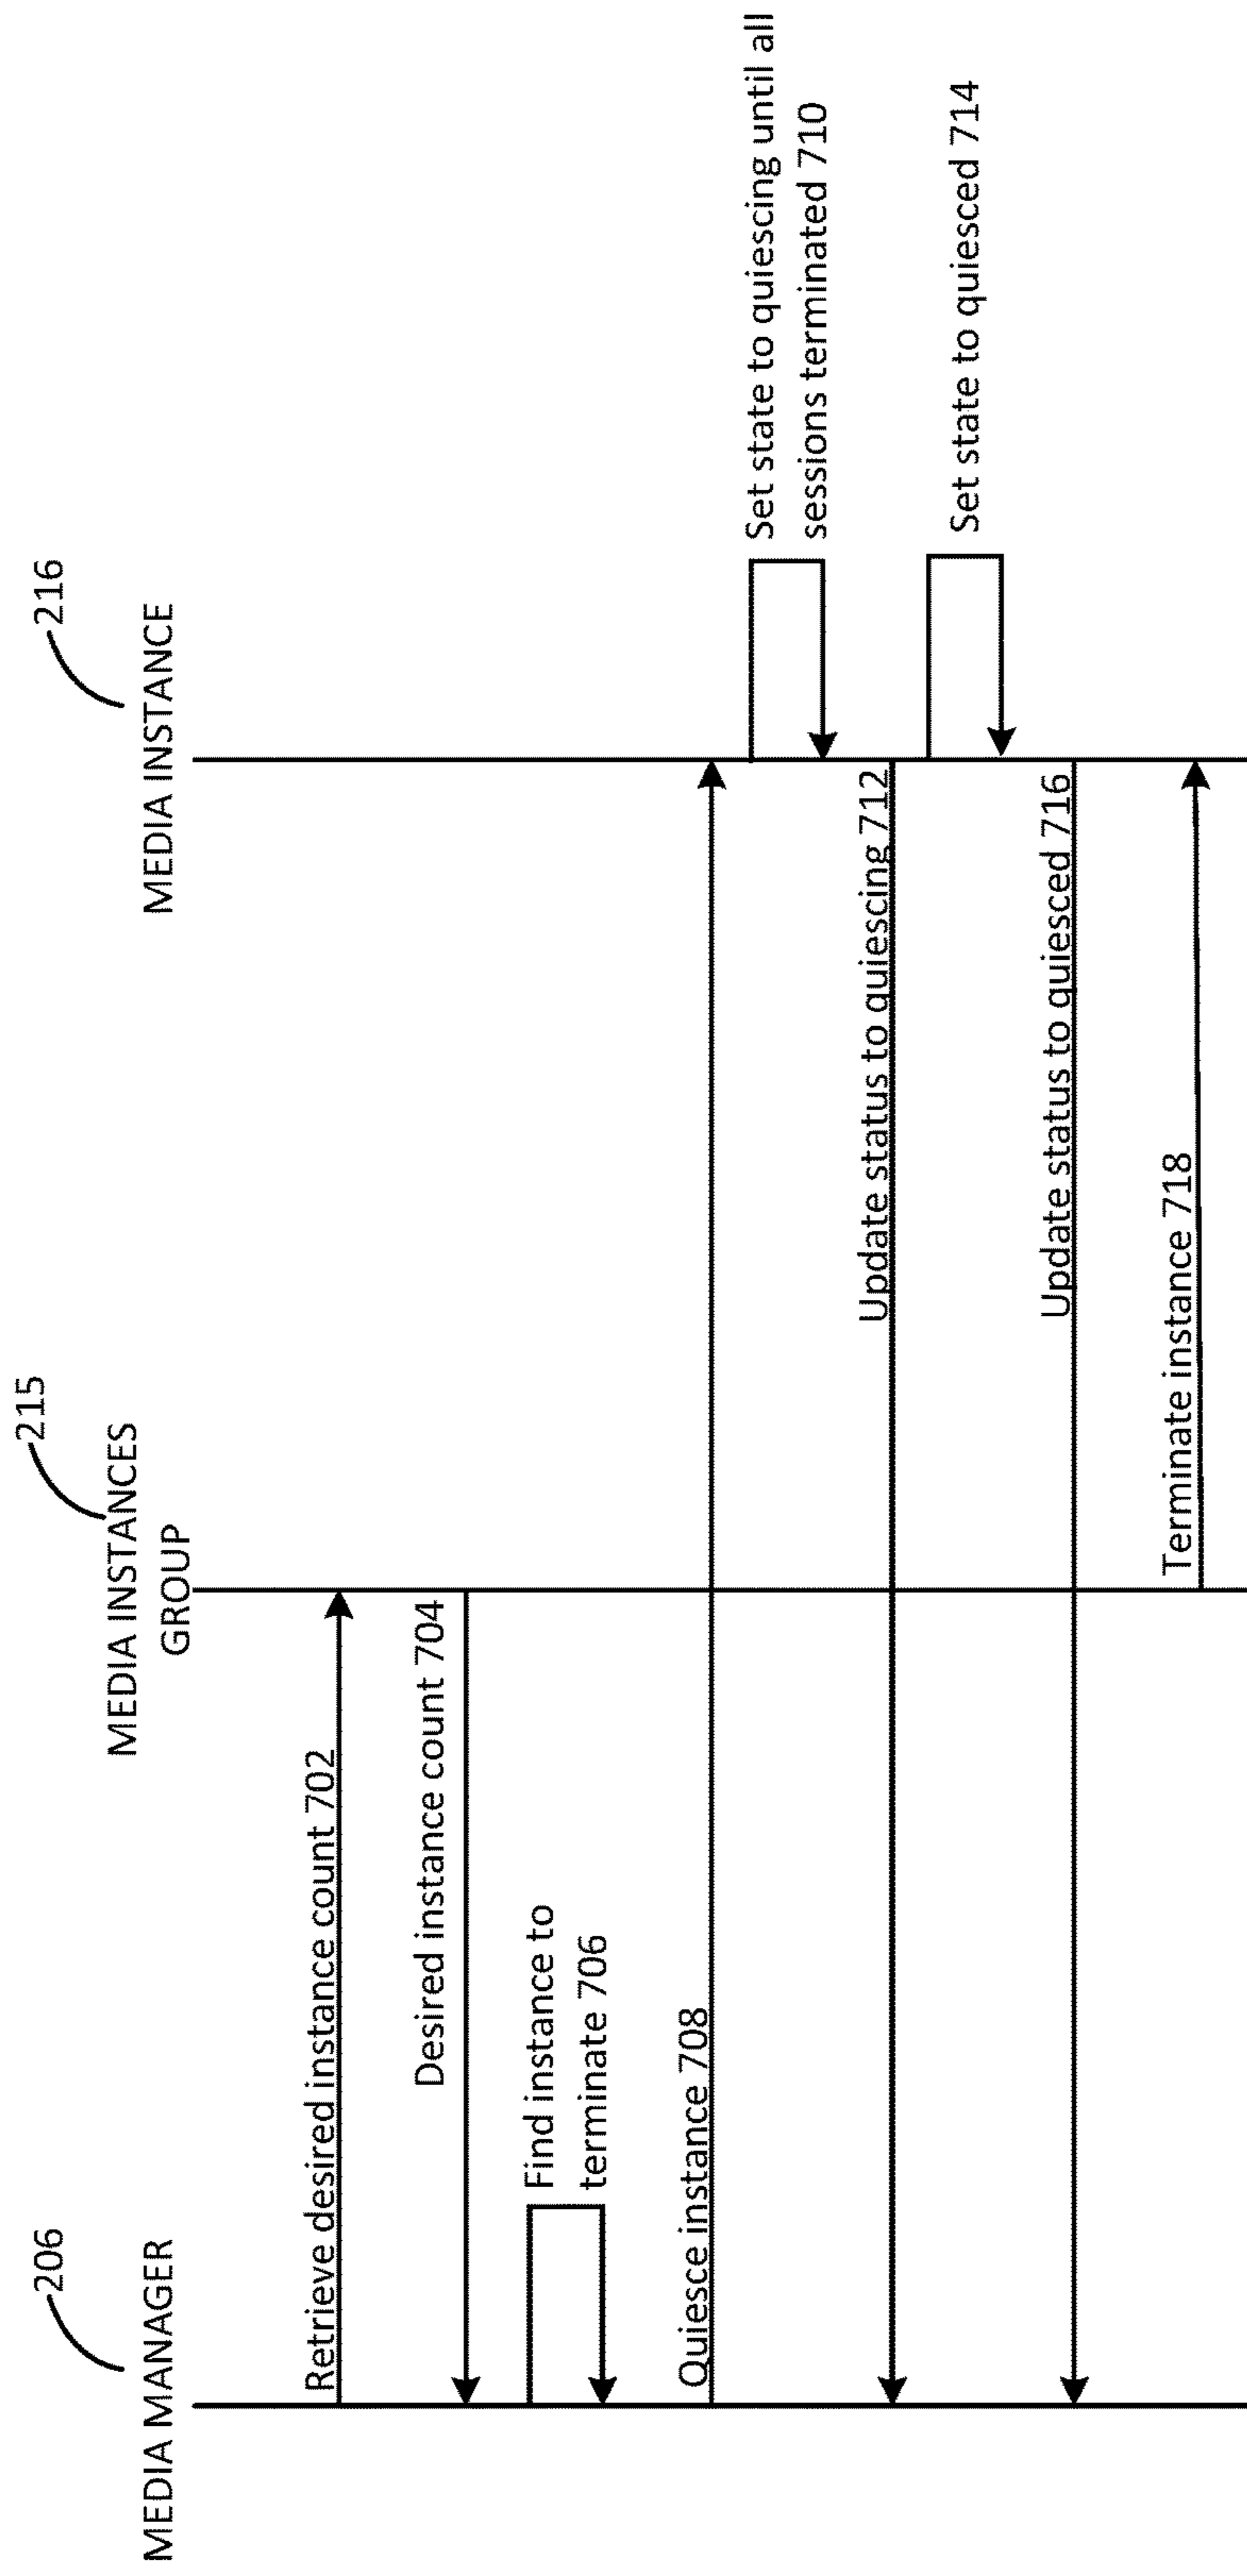 206
MEDIA MANAGER
215
MEDIA INSTANCES
GROUP
216
MEDIA INSTANCE
Retrieve desired instance count 702
Desired instance count 704
Find instance to
terminate 706
Quiesce instance 708
Set state to quiescing until all
sessions terminated 710
Update status to quiescing 712
Set state to quiesced 714
Update status to quiesced 716
Terminate instance 718